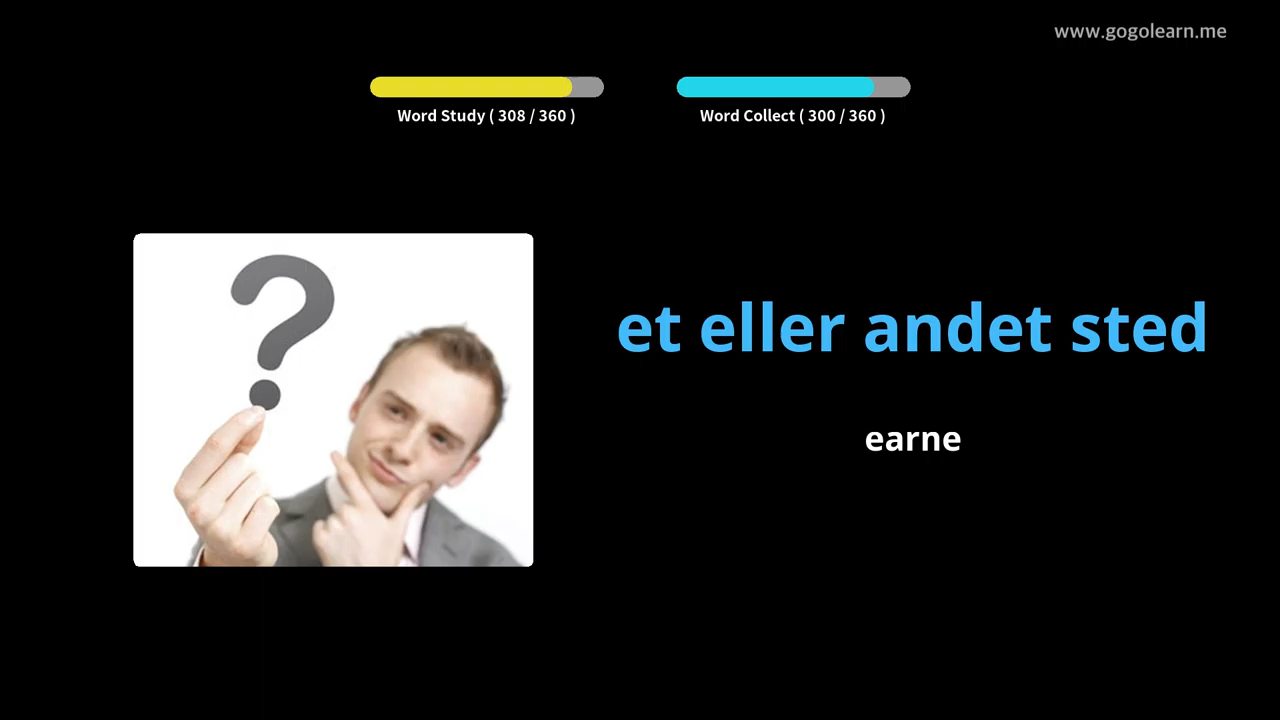 www.gogolearn.me
Word Study ( 308 / 360 )
Word Collect ( 300 / 360 )
et eller andet sted
earne